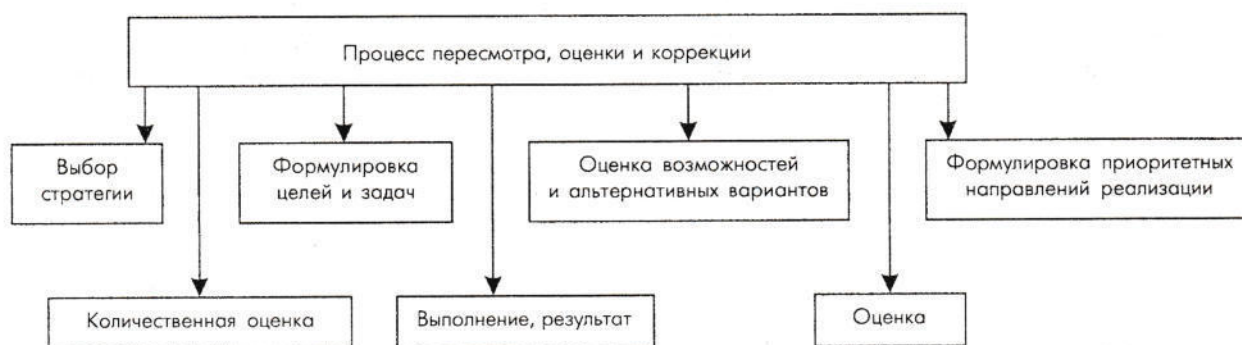 Процесс пересмотра, оценки и коррекции
Выбор
стратегии
Формулировка
целей и задач
Оценка возможностей
и альтернативных вариантов
Формулировка приоритетных
направлений реализации
Количественная оценка
Выполнение, результат
Оценка